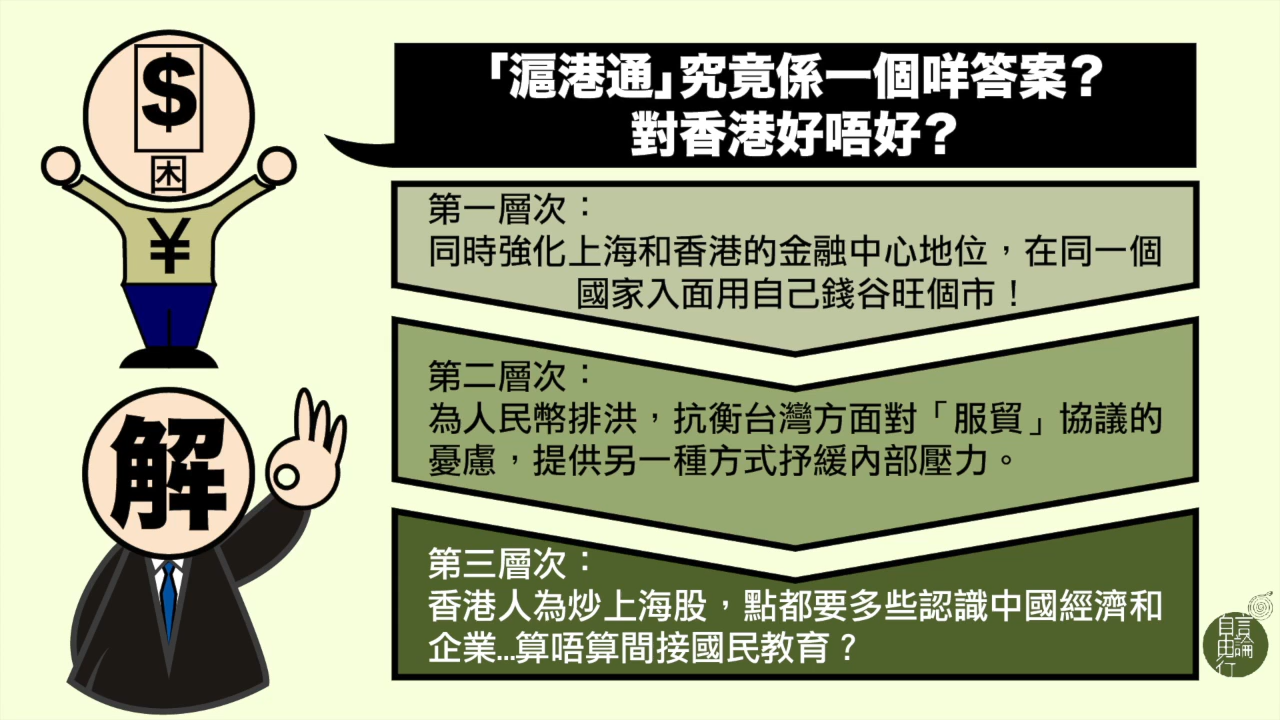 「滬港通」究竟係一個咩答案?
對香港好唔好?
$
困
¥
第一層次：
同時強化上海和香港的金融中心地位，在同一個
國家入面用自己錢谷旺個市！
第二層次：
為人民幣排洪，抗衡台灣方面對「服貿」協議的
憂慮，提供另一種方式抒緩內部壓力。
解
第三層次：
香港人為炒上海股，點都要多些認識中國經濟和
企業...算唔算間接國民教育？
言論
自由行